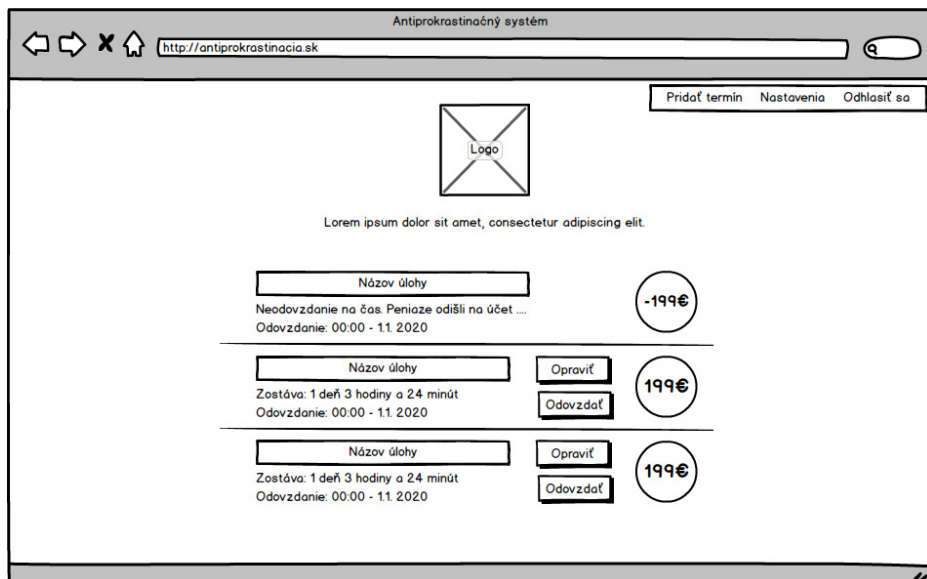 Antiprokrastinačný systém
http://antiprokrastinacia.sk
Pridať termín Nastavenia Odhlasiť sa
Logo
Lorem ipsum dolor sit amet, consectetur adipiscing elit.
Názov úlohy
-199€
Neodovzdanie na čas. Peniaze odišli na účet ....
Odovzdanie: 00:00 - 1.1. 2020
Názov úlohy
Opraviť
199€
Zostáva: 1 deň 3 hodiny a 24 minút
Odovzdať
Odovzdanie: 00:00 - 1.1. 2020
Názov úlohy
Opraviť
199€
Zostáva: 1 deň 3 hodiny a 24 minút
Odovzdať
Odovzdanie: 00:00 - 1.1. 2020